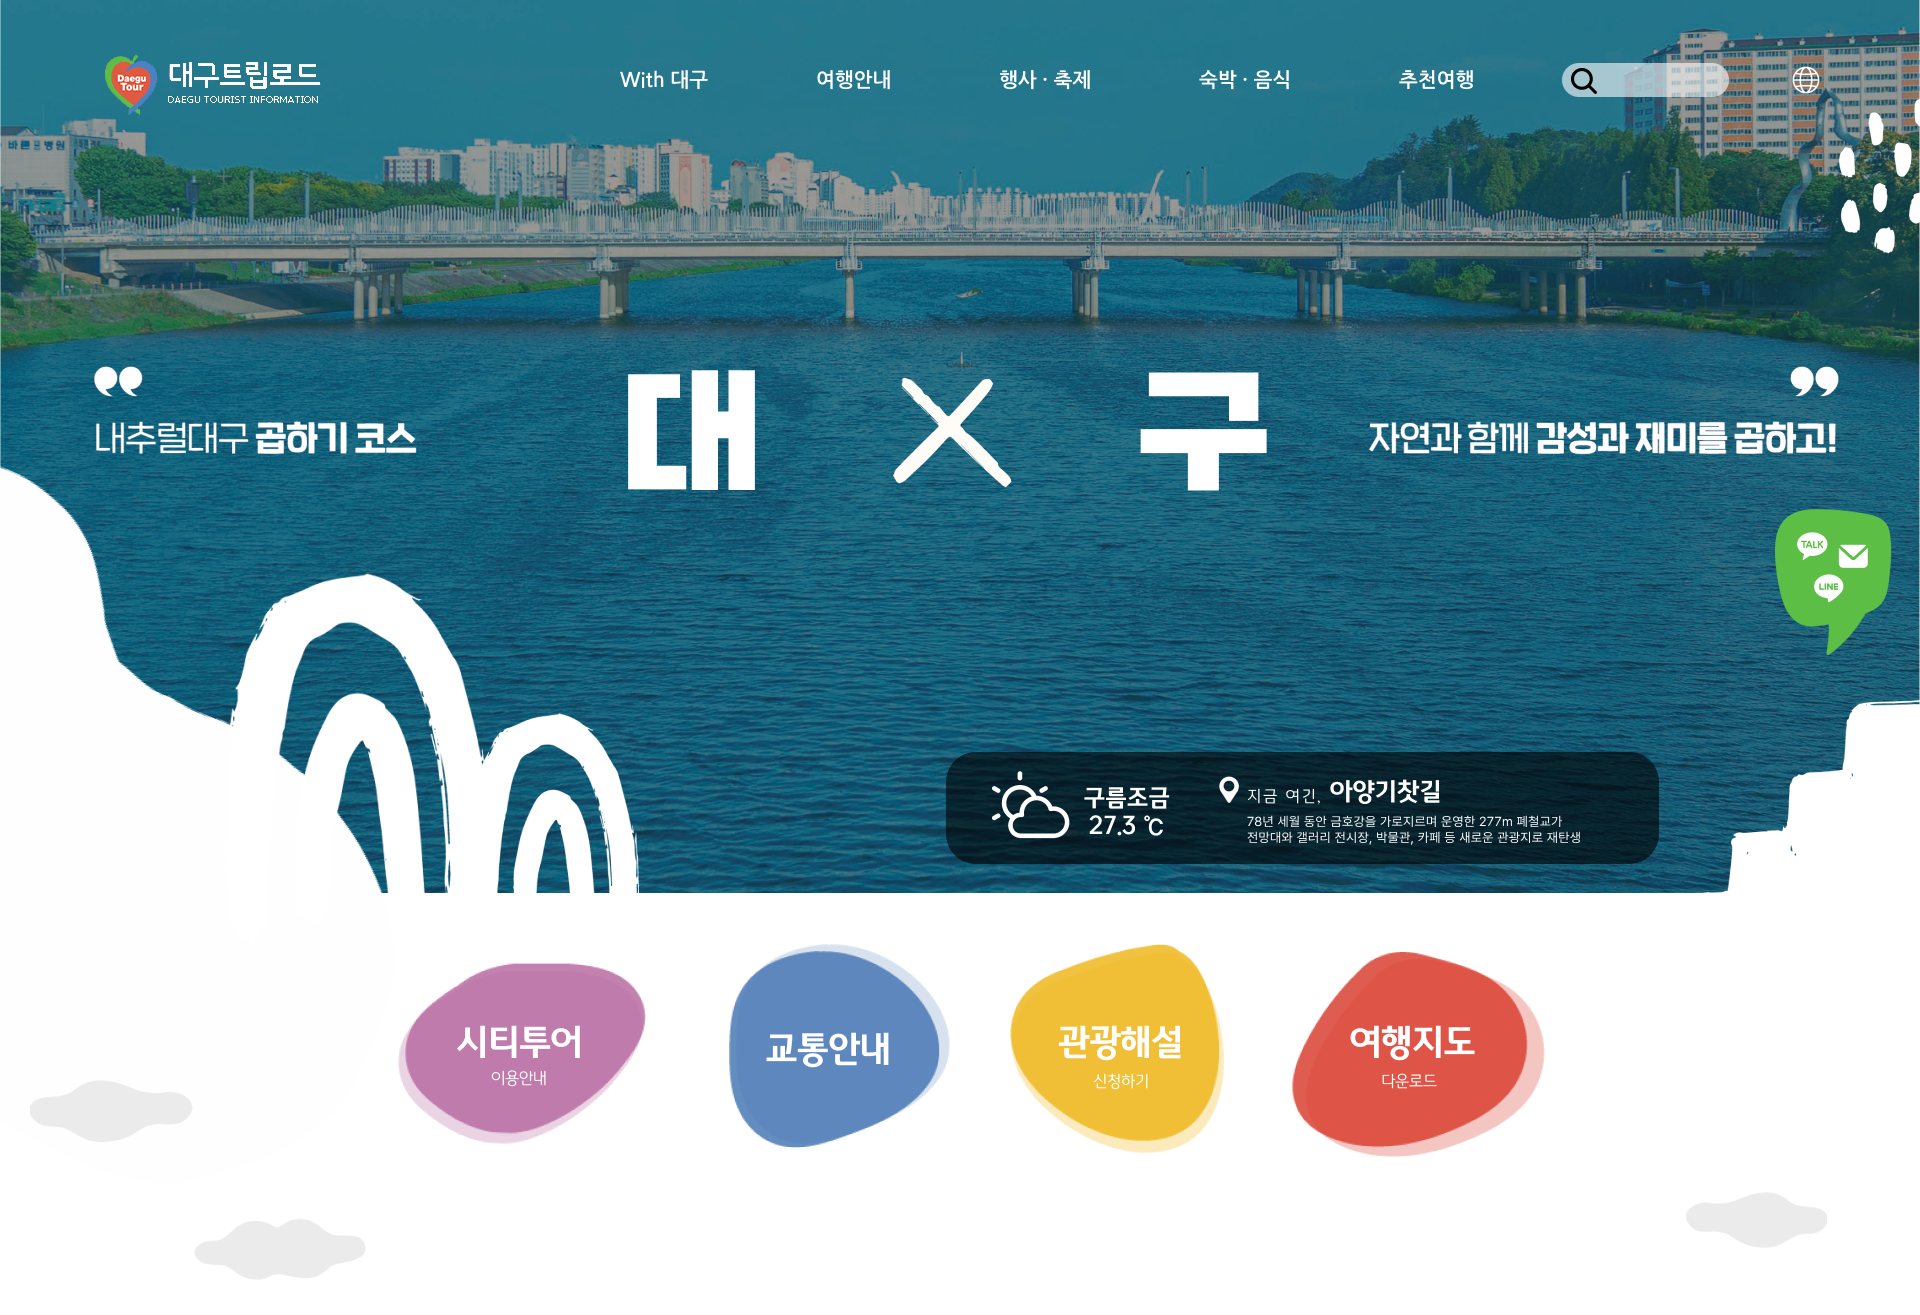 Daegu
Tour
대구트립로드
DAEGU TOURIST INFORMATION
With 대구
여행안내
행사 · 축제
숙박 · 음식
추천여행
바른 병원
내추럴대구 곱하기 코스
대 X 구
자연과 함께 감성과 재미를 곱하고!
TALK
LINE
구름조금
27.3 ℃
지금 여긴, 아양기찻길
78년 세월 동안 금호강을 가로지르며 운영한 277m 폐철교가
전망대와 갤러리 전시장, 박물관, 카페 등 새로운 관광지로 재탄생
시티투어
이용안내
교통안내
관광해설
신청하기
여행지도
다운로드